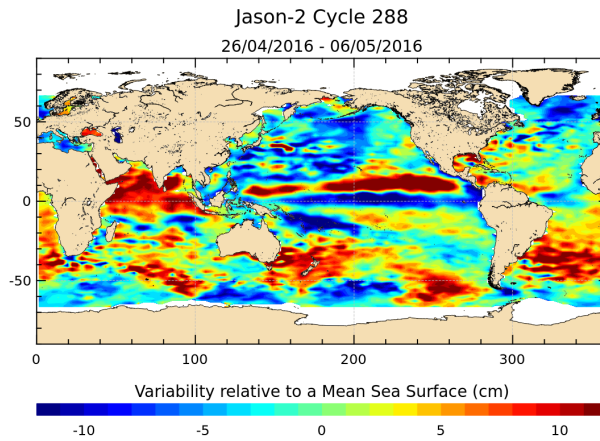 Jason-2 Cycle 288
26/04/2016 - 06/05/2016
50
0
-50
0 100 200 300
Variability relative to a Mean Sea Surface (cm)
-10 -5 0 5 10